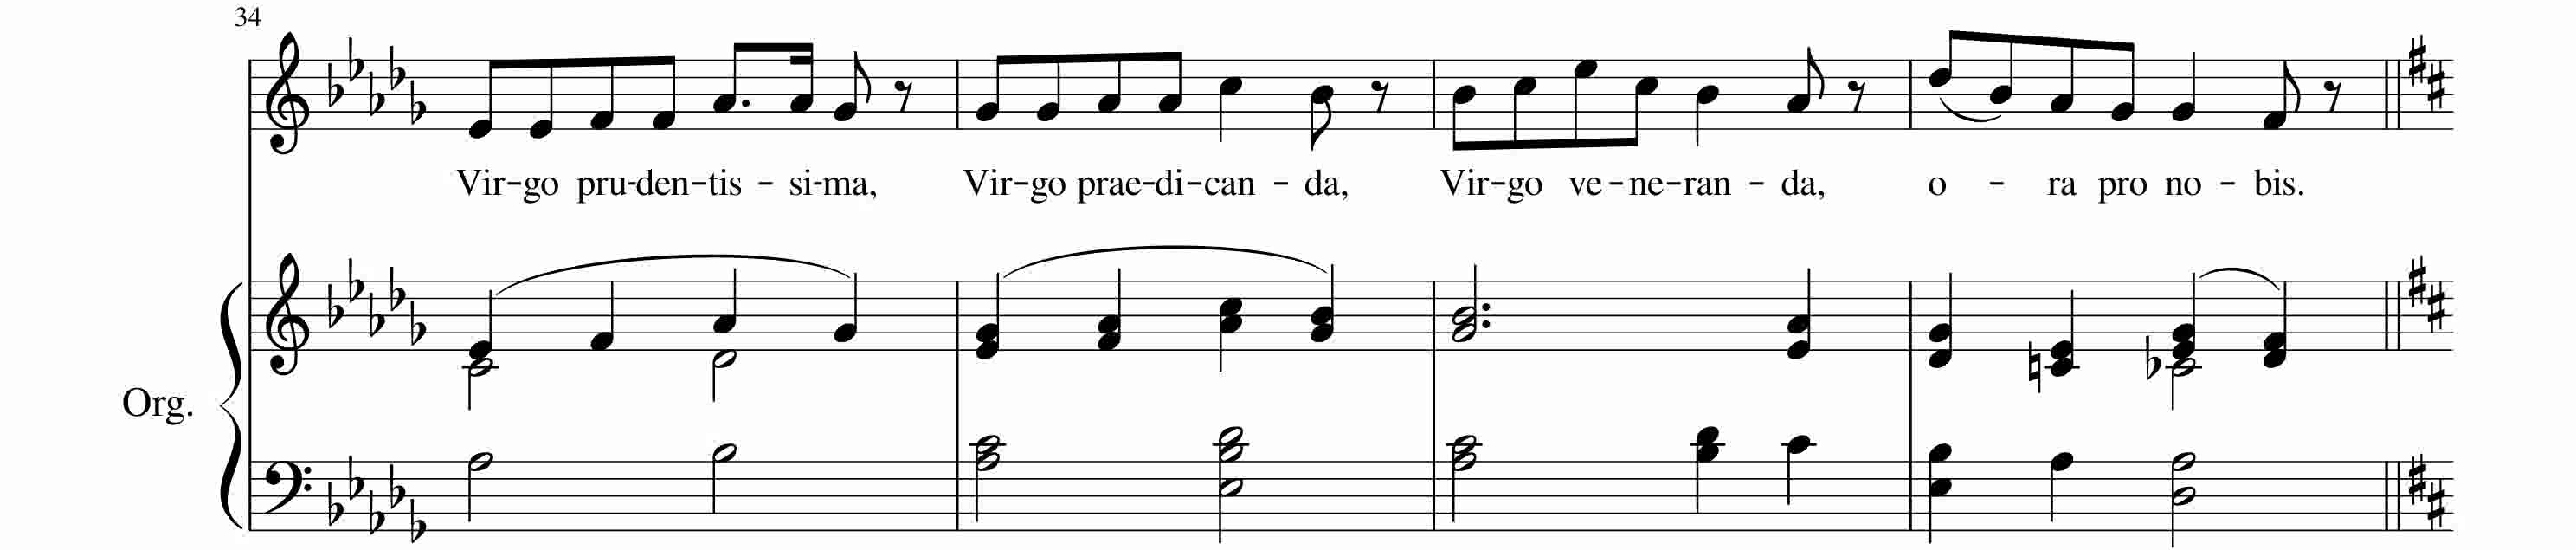 34
Vir-go pru-den-tis - si-ma, Vir-go prae-di-can - da, Vir-go ve-ne-ran - da, o - ra pro no - bis.
Org.